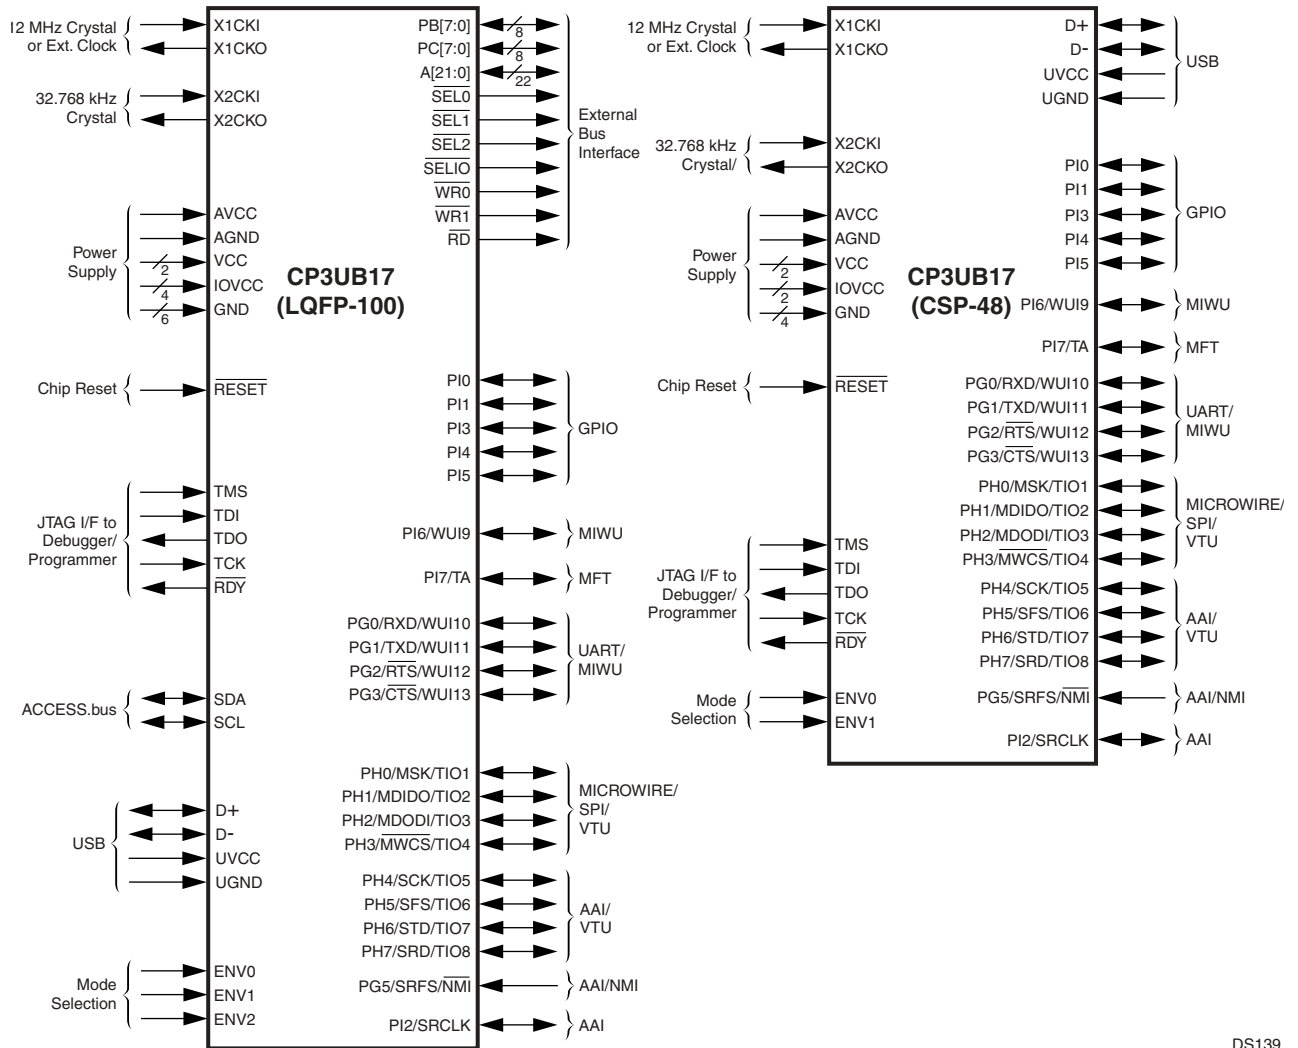 12 MHz Crystal
or Ext. Clock
X1CKI
X1CKO
32.768 kHz
Crystal
X2CKI
X2CKO
Power
Supply
AVCC
AGND
VCC
2
IOVCC
4
GND
6
Chip Reset
RESET
JTAG I/F to
Debugger/
Programmer
TMS
TDI
TDO
TCK
RDY
ACCESS.bus
SDA
SCL
USB
D+
D-
UVCC
UGND
Mode
Selection
ENV0
ENV1
ENV2
CP3UB17
(LQFP-100)
PB[7:0]
8
PC[7:0]
8
A[21:0]
22
SEL0
SEL1
SEL2
SELIO
WR0
WR1
RD
External
Bus
Interface
PI0
PI1
PI3
PI4
PI5
GPIO
PI6/WUI9
MIWU
PI7/TA
MFT
PG0/RXD/WUI10
PG1/TXD/WUI11
PG2/RTS/WUI12
PG3/CTS/WUI13
UART/
MIWU
PH0/MSK/TIO1
PH1/MDIDO/TIO2
PH2/MDODI/TIO3
PH3/MWCS/TIO4
MICROWIRE/
SPI/
VTU
PH4/SCK/TIO5
PH5/SFS/TIO6
PH6/STD/TIO7
PH7/SRD/TIO8
AAI/
VTU
PG5/SRFS/NMI
AAI/NMI
PI2/SRCLK
AAI
12 MHz Crystal
or Ext. Clock
X1CKI
X1CKO
32.768 kHz
Crystal/
X2CKI
X2CKO
Power
Supply
AVCC
AGND
VCC
2
IOVCC
2
GND
4
Chip Reset
RESET
JTAG I/F to
Debugger/
Programmer
TMS
TDI
TDO
TCK
RDY
Mode
Selection
ENV0
ENV1
CP3UB17
(CSP-48)
D+
D-
UVCC
UGND
USB
PI0
PI1
PI3
PI4
PI5
GPIO
PI6/WUI9
MIWU
PI7/TA
MFT
PG0/RXD/WUI10
PG1/TXD/WUI11
PG2/RTS/WUI12
PG3/CTS/WUI13
UART/
MIWU
PH0/MSK/TIO1
PH1/MDIDO/TIO2
PH2/MDODI/TIO3
PH3/MWCS/TIO4
MICROWIRE/
SPI/
VTU
PH4/SCK/TIO5
PH5/SFS/TIO6
PH6/STD/TIO7
PH7/SRD/TIO8
AAI/
VTU
PG5/SRFS/NMI
AAI/NMI
PI2/SRCLK
AAI
DS139